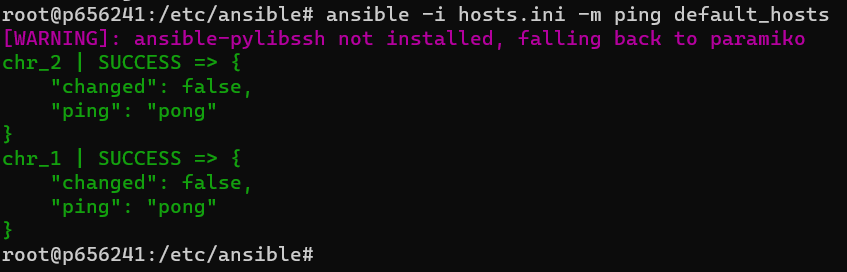 root@p656241:/etc/ansible# ansible -i hosts.ini -m ping default_hosts
[WARNING]: ansible-pylibssh not installed, falling back to paramiko
chr_2 | SUCCESS => {
    "changed": false,
    "ping": "pong"
}
chr_1 | SUCCESS => {
    "changed": false,
    "ping": "pong"
}
root@p656241:/etc/ansible#